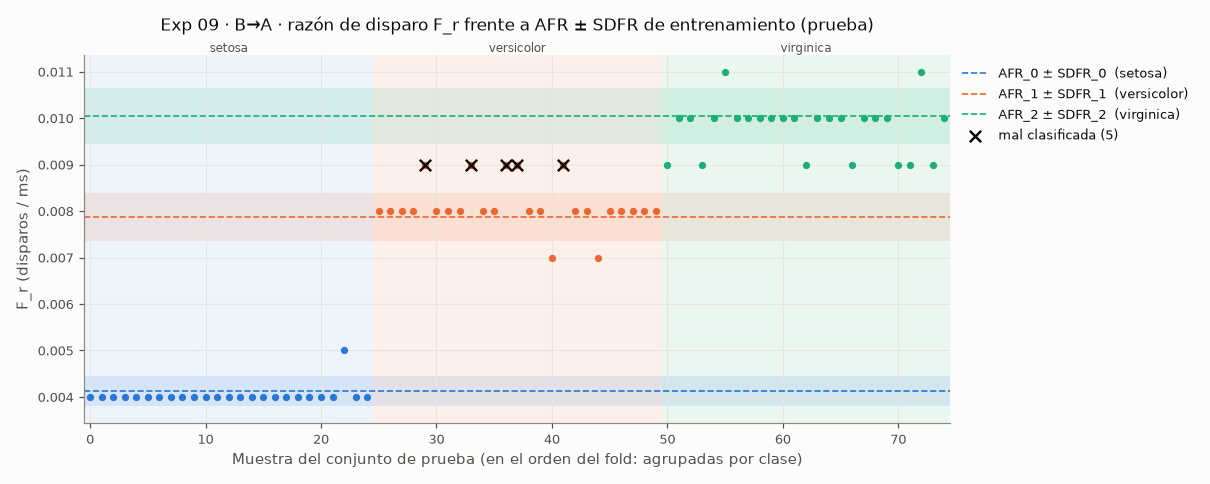 Exp 09 · B→A · razón de disparo F_r frente a AFR ± SDFR de entrenamiento (prueba)
setosa
versicolor
virginica
AFR_0 ± SDFR_0  (setosa)
AFR_1 ± SDFR_1  (versicolor)
AFR_2 ± SDFR_2  (virginica)
mal clasificada (5)
F_r (disparos / ms)
0.011
0.010
0.009
0.008
0.007
0.006
0.005
0.004
0
10
20
30
40
50
60
70
Muestra del conjunto de prueba (en el orden del fold: agrupadas por clase)